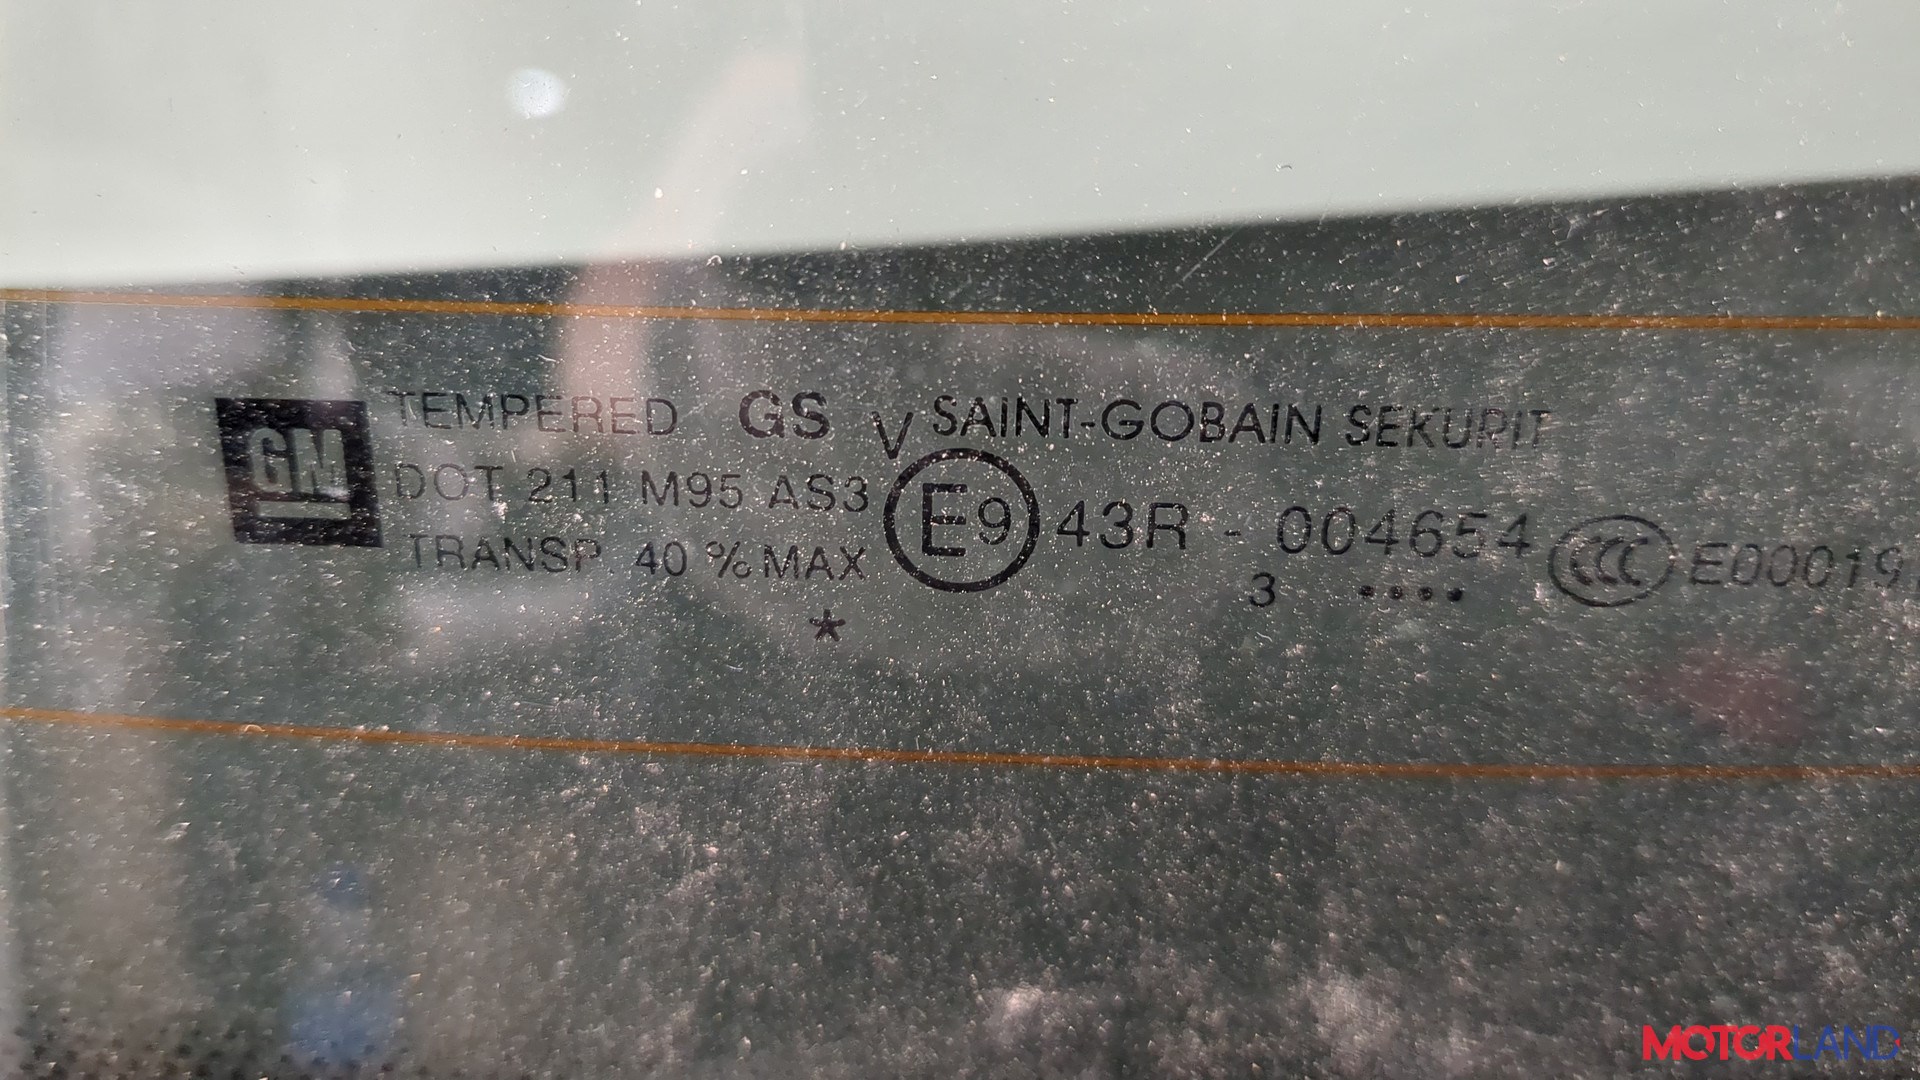 GM TEMPERED GS V SAINT-GOBAIN SEKURIT
DOT 211 M95 AS3 E9 43R - 004654 CCC E00019
TRANSP. 40 % MAX
3 ....
*
MOTORLAND